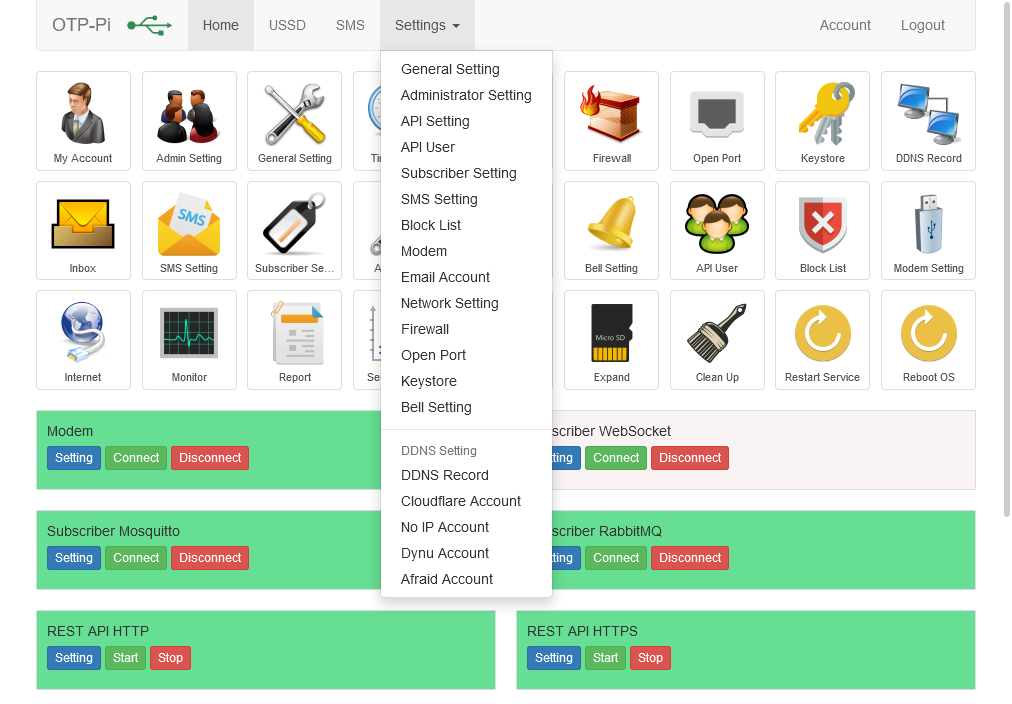 OTP-Pi
Home
USSD
SMS
Settings
Account
Logout
General Setting
Administrator Setting
API Setting
API User
Subscriber Setting
SMS Setting
Block List
Modem
Email Account
Network Setting
Firewall
Open Port
Keystore
Bell Setting
DDNS Setting
DDNS Record
Cloudflare Account
No IP Account
Dynu Account
Afraid Account
My Account
Admin Setting
General Setting
Firewall
Open Port
Keystore
DDNS Record
SMS
Inbox
SMS Setting
Subscriber Se...
Bell Setting
API User
Block List
Modem Setting
Micro SD
Internet
Monitor
Report
Expand
Clean Up
Restart Service
Reboot OS
Modem
Setting Connect Disconnect
scriber WebSocket
ting Connect Disconnect
Subscriber Mosquitto
Setting Connect Disconnect
scriber RabbitMQ
ting Connect Disconnect
REST API HTTP
Setting Start Stop
REST API HTTPS
Setting Start Stop